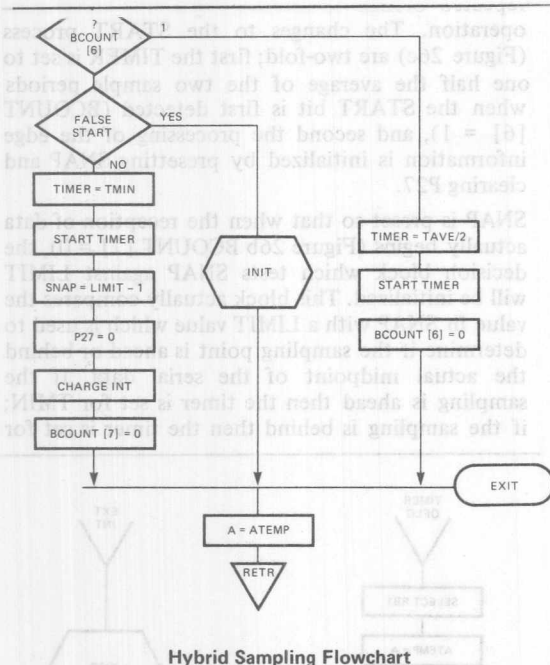 ?
BCOUNT
[6]
FALSE
START
YES
NO
TIMER = TMIN
START TIMER
SNAP = LIMIT – 1
P27 = 0
CHARGE INT
BCOUNT [7] = 0
INIT
TIMER = TAVE/2
START TIMER
BCOUNT [6] = 0
EXIT
A = ATEMP
RETR
Hybrid Sampling Flowchart
operation. The changes to the "START" process
(Figure 26c) are two-fold; first the TIMER is set to
one half the average of the two sample periods
when the START bit is first detected (BCOUNT
[6] = 1), and second the processing of the edge
information is initialized by presetting SNAP and
clearing P27.
SNAP is preset so that when the reception of data
actually begins (Figure 26b BCOUNT
decision block which tests SNAP against LIMIT
will be This block actually compares the
value in SNAP with a LIMIT value which is used to
determine if the sampling point is ahead or behind
the actual midpoint of the serial data. If the
sampling is ahead then the timer is set for TMIN;
if the sampling is behind then the timer is set for
TIMER
OFLO
EXT
INT
SELECT RB1
ATEMP = A